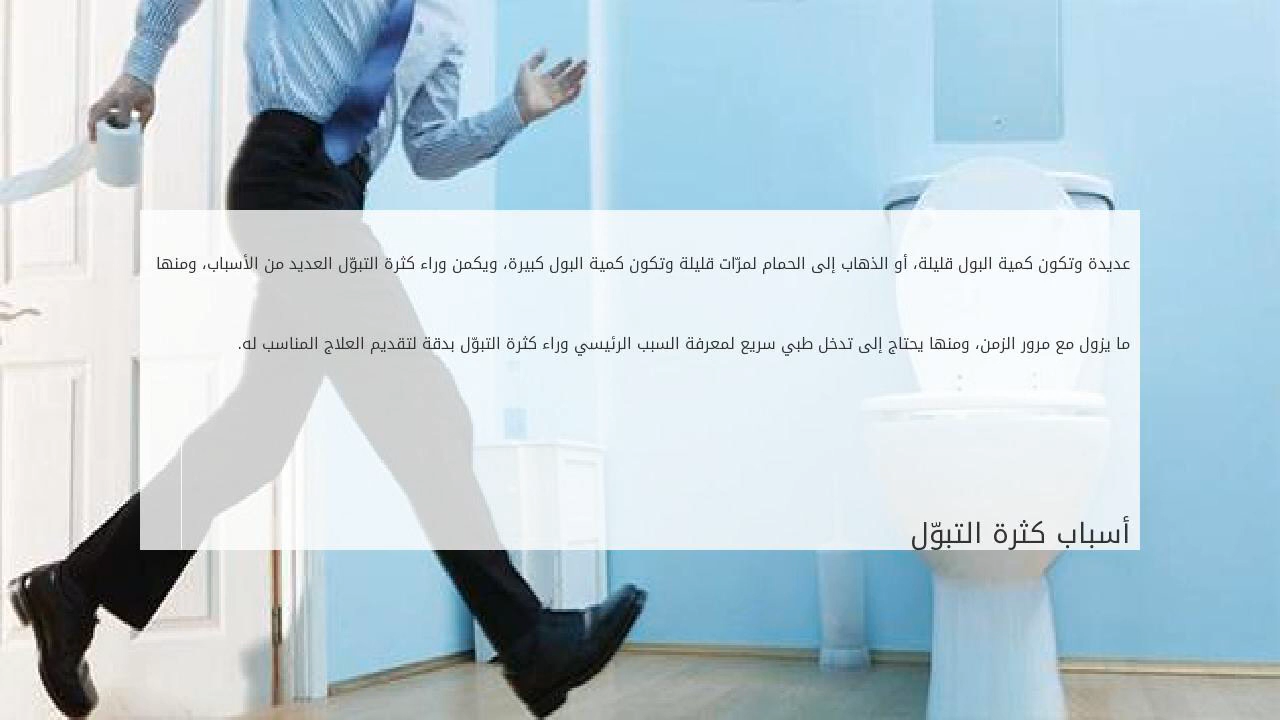 عديدة وتكون كمية البول قليلة، أو الذهاب إلى الحمام لمرّات قليلة وتكون كمية البول كبيرة، ويكمن وراء كثرة التبوّل العديد من الأسباب، ومنها
ما يزول مع مرور الزمن، ومنها يحتاج إلى تدخل طبي سريع لمعرفة السبب الرئيسي وراء كثرة التبوّل بدقة لتقديم العلاج المناسب له.
أسباب كثرة التبوّل